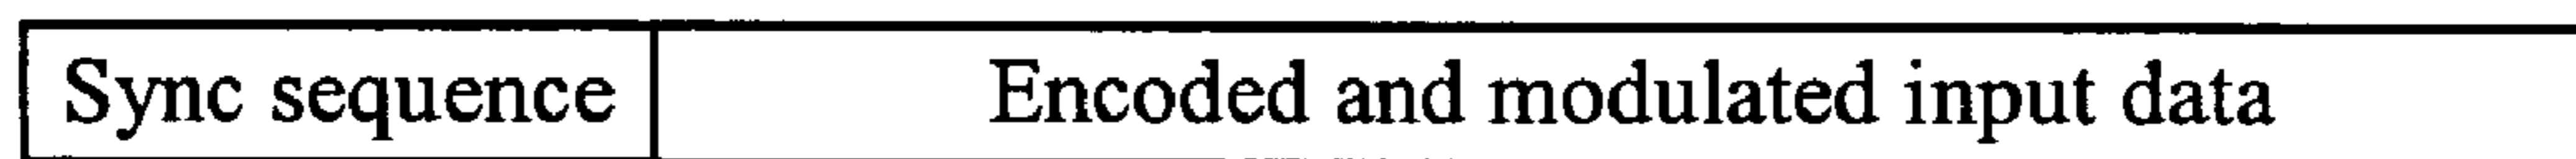 Sync sequence Encoded and modulated input data